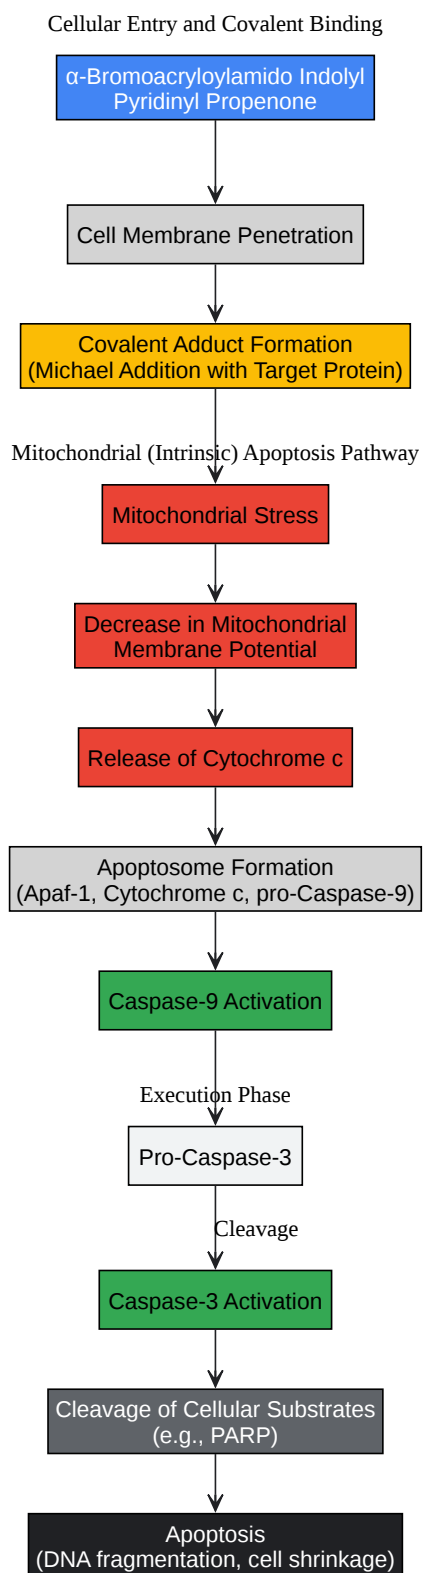 Cellular Entry and Covalent Binding
α-Bromoacryloylamido Indolyl
Pyridinyl Propenone
Cell Membrane Penetration
Covalent Adduct Formation
(Michael Addition with Target Protein)
Mitochondrial (Intrinsic) Apoptosis Pathway
Mitochondrial Stress
Decrease in Mitochondrial
Membrane Potential
Release of Cytochrome c
Apoptosome Formation
(Apaf-1, Cytochrome c, pro-Caspase-9)
Caspase-9 Activation
Execution Phase
Pro-Caspase-3
Cleavage
Caspase-3 Activation
Cleavage of Cellular Substrates
(e.g., PARP)
Apoptosis
(DNA fragmentation, cell shrinkage)